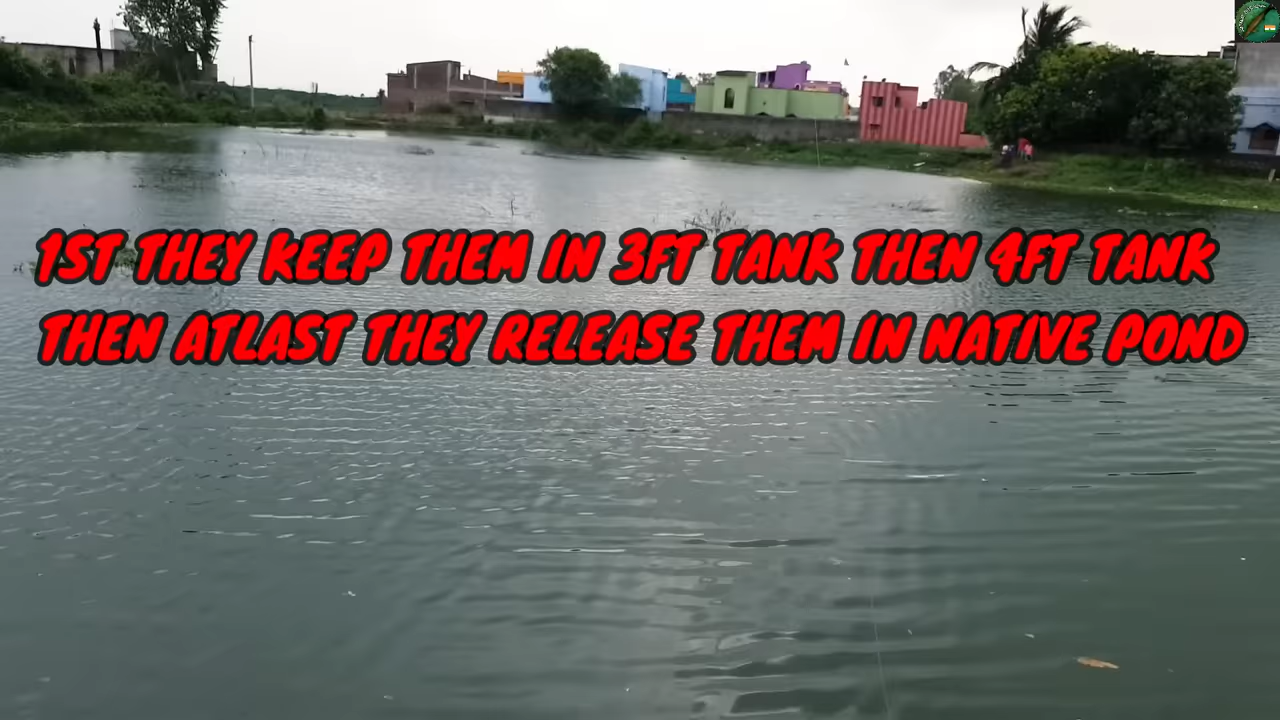 1ST THEY KEEP THEM IN 3FT TANK THEN 4FT TANK
THEN ATLAST THEY RELEASE THEM IN NATIVE POND